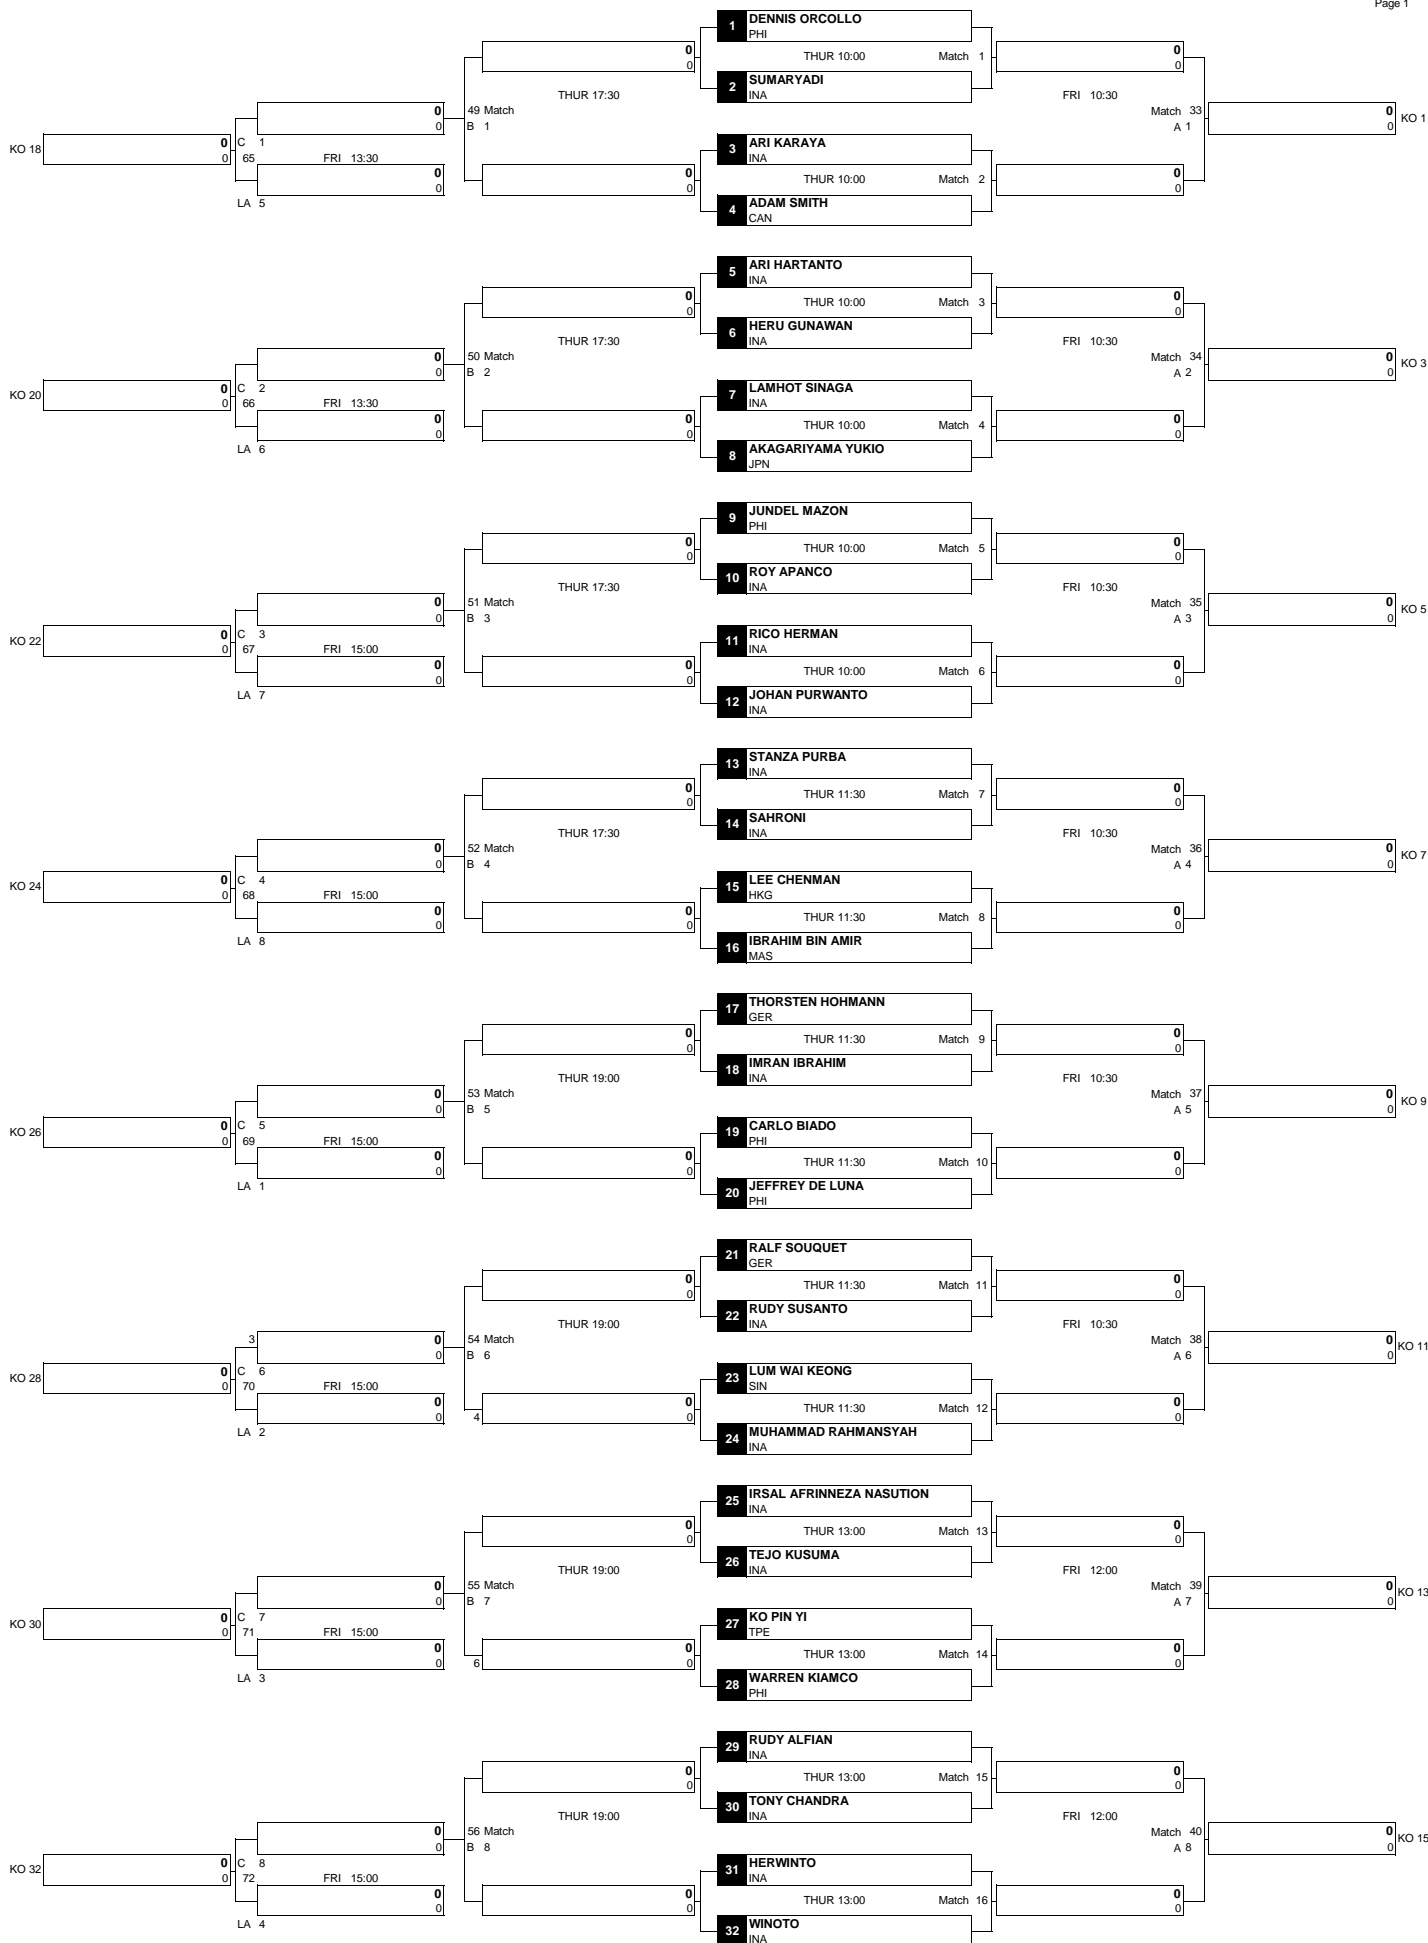 Page 1
1 DENNIS ORCOLLO
PHI
0 THUR 10:00 Match 1 0
0 0
2 SUMARYADI
INA
THUR 17:30 FRI 10:30
0 49 Match Match 33 0 KO 1
0 B 1 A 1 0
KO 18 0 C 1
0 65 FRI 13:30
3 ARI KARAYA
INA
0 0 THUR 10:00 Match 2 0
0 0 0
LA 5
4 ADAM SMITH
CAN
5 ARI HARTANTO
INA
0 THUR 10:00 Match 3 0
0 0
6 HERU GUNAWAN
INA
THUR 17:30 FRI 10:30
0 50 Match Match 34 0 KO 3
0 B 2 A 2 0
KO 20 0 C 2
0 66 FRI 13:30
7 LAMHOT SINAGA
INA
0 0 THUR 10:00 Match 4 0
0 0 0
LA 6
8 AKAGARIYAMA YUKIO
JPN
9 JUNDEL MAZON
PHI
0 THUR 10:00 Match 5 0
0 0
10 ROY APANCO
INA
THUR 17:30 FRI 10:30
0 51 Match Match 35 0 KO 5
0 B 3 A 3 0
KO 22 0 C 3
0 67 FRI 15:00
11 RICO HERMAN
INA
0 0 THUR 10:00 Match 6 0
0 0 0
LA 7
12 JOHAN PURWANTO
INA
13 STANZA PURBA
INA
0 THUR 11:30 Match 7 0
0 0
14 SAHRONI
INA
THUR 17:30 FRI 10:30
0 52 Match Match 36 0 KO 7
0 B 4 A 4 0
KO 24 0 C 4
0 68 FRI 15:00
15 LEE CHENMAN
HKG
0 0 THUR 11:30 Match 8 0
0 0 0
LA 8
16 IBRAHIM BIN AMIR
MAS
17 THORSTEN HOHMANN
GER
0 THUR 11:30 Match 9 0
0 0
18 IMRAN IBRAHIM
INA
THUR 19:00 FRI 10:30
0 53 Match Match 37 0 KO 9
0 B 5 A 5 0
KO 26 0 C 5
0 69 FRI 15:00
19 CARLO BIADO
PHI
0 0 THUR 11:30 Match 10 0
0 0 0
LA 1
20 JEFFREY DE LUNA
PHI
21 RALF SOUQUET
GER
0 THUR 11:30 Match 11 0
0 0
22 RUDY SUSANTO
INA
THUR 19:00 FRI 10:30
3 0 54 Match Match 38 0 KO 11
0 B 6 A 6 0
KO 28 0 C 6
0 70 FRI 15:00
23 LUM WAI KEONG
SIN
0 0 THUR 11:30 Match 12 0
0 4 0 0
LA 2
24 MUHAMMAD RAHMANSYAH
INA
25 IRSAL AFRINNEZA NASUTION
INA
0 THUR 13:00 Match 13 0
0 0
26 TEJO KUSUMA
INA
THUR 19:00 FRI 12:00
0 55 Match Match 39 0 KO 13
0 B 7 A 7 0
KO 30 0 C 7
0 71 FRI 15:00
27 KO PIN YI
TPE
0 0 THUR 13:00 Match 14 0
0 6 0 0
LA 3
28 WARREN KIAMCO
PHI
29 RUDY ALFIAN
INA
0 THUR 13:00 Match 15 0
0 0
30 TONY CHANDRA
INA
THUR 19:00 FRI 12:00
0 56 Match Match 40 0 KO 15
0 B 8 A 8 0
KO 32 0 C 8
0 72 FRI 15:00
31 HERWINTO
INA
0 0 THUR 13:00 Match 16 0
0 0 0
LA 4
32 WINOTO
INA